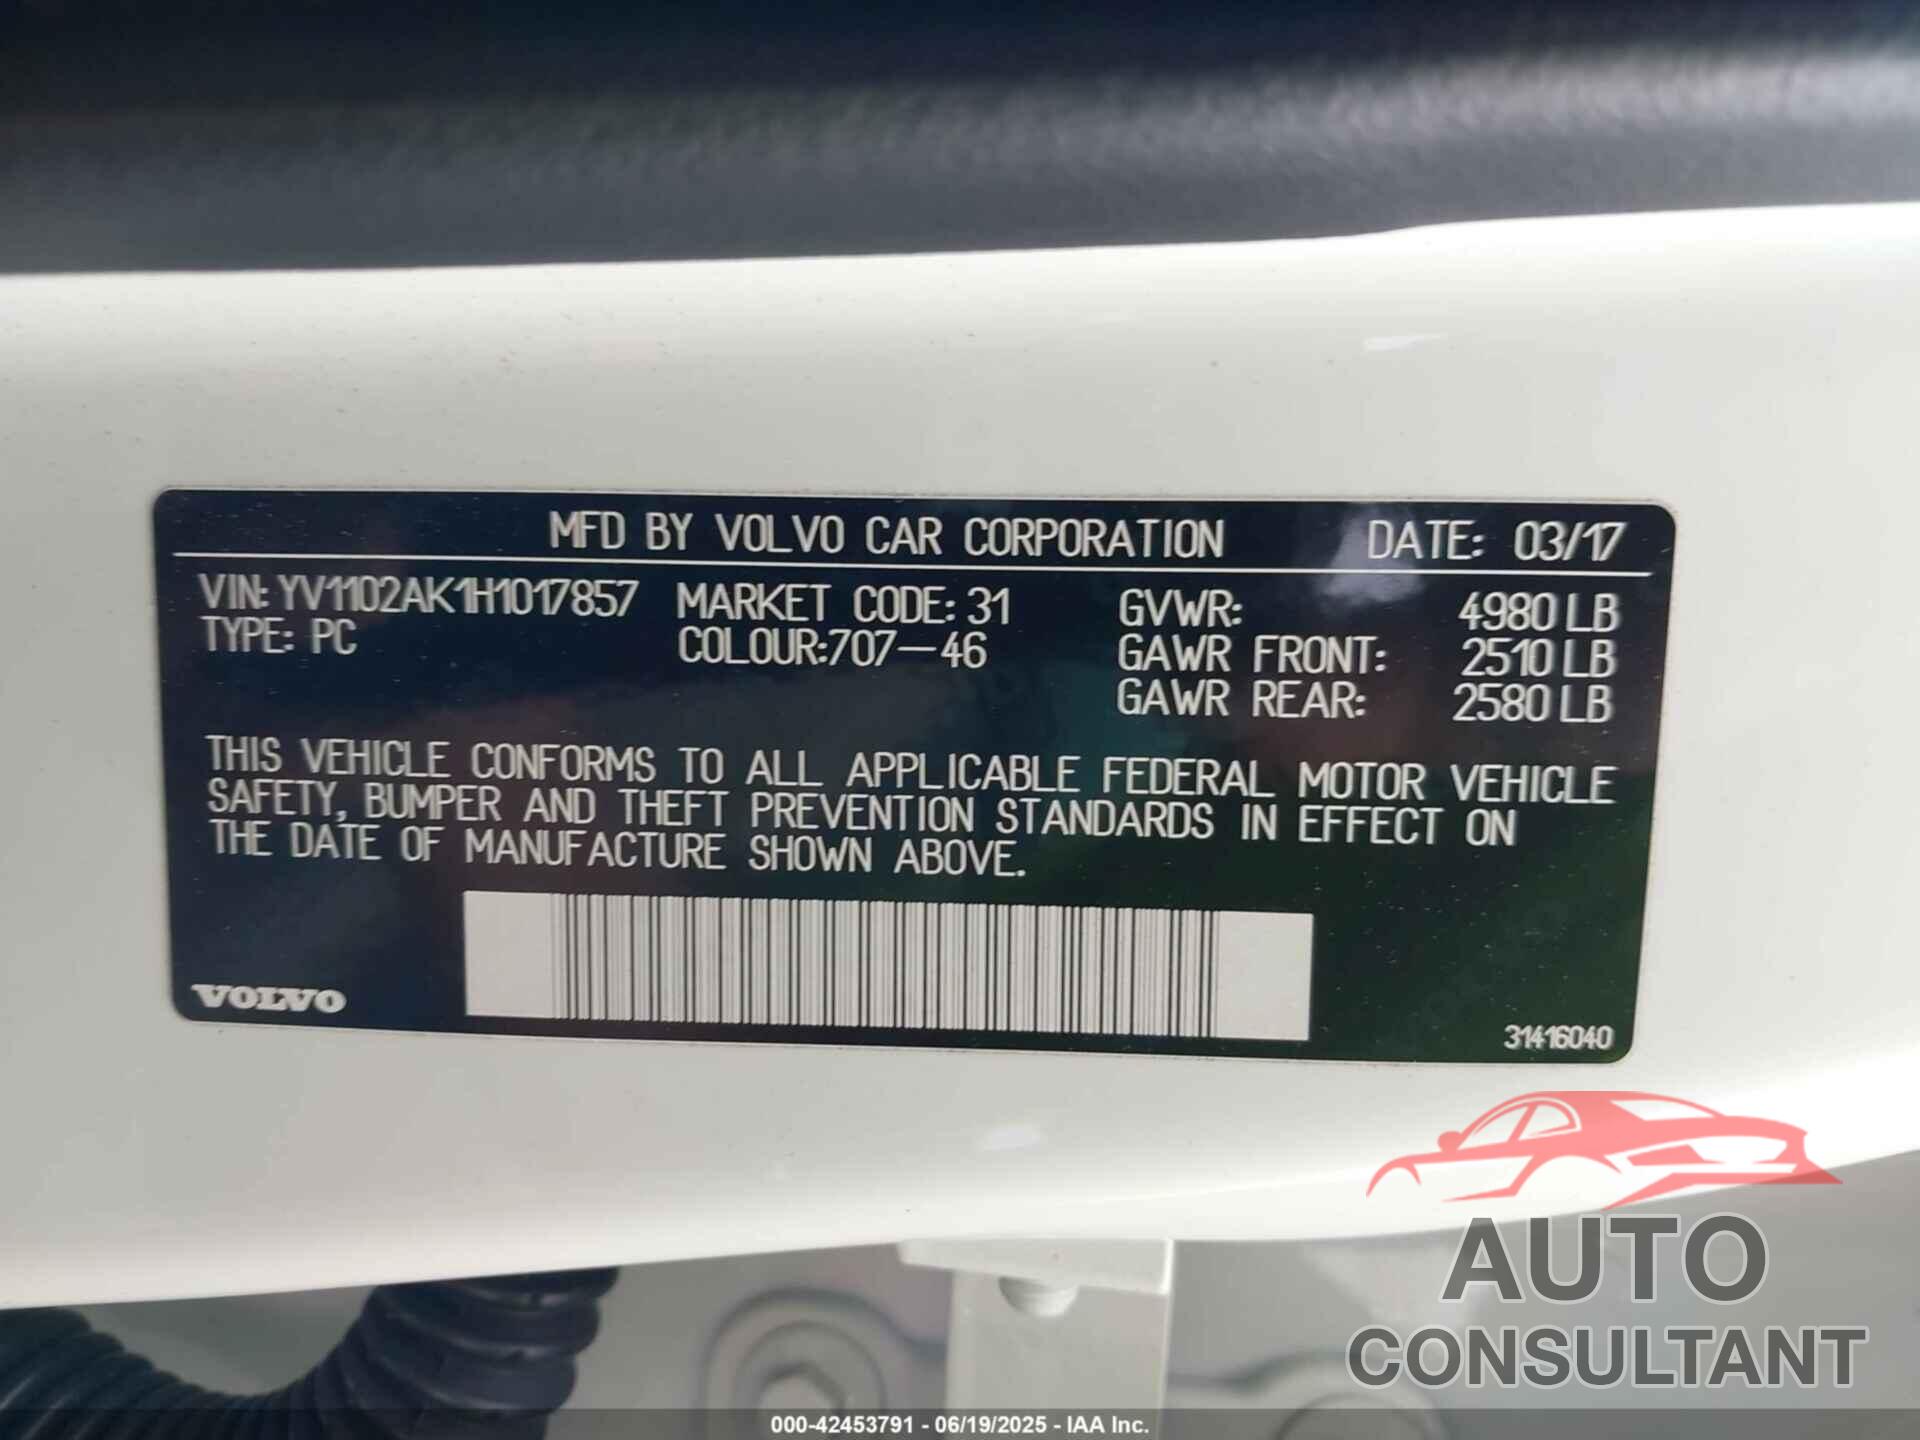 MFD BY VOLVO CAR CORPORATION DATE: 03/17
VIN: YV1102AK1H1017857 MARKET CODE: 31 GVWR: 4980 LB
TYPE: PC COLOUR:707-46 GAWR FRONT: 2510 LB
GAWR REAR: 2580 LB
THIS VEHICLE CONFORMS TO ALL APPLICABLE FEDERAL MOTOR VEHICLE
SAFETY, BUMPER AND THEFT PREVENTION STANDARDS IN EFFECT ON
THE DATE OF MANUFACTURE SHOWN ABOVE.
VOLVO
31416040
AUTO
CONSULTANT
000-42453791 - 06/19/2025 - IAA Inc.